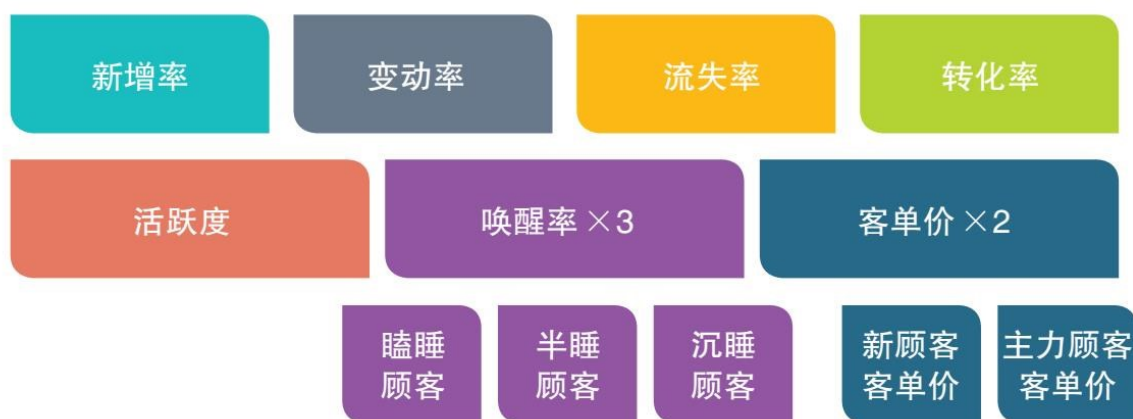 新增率
变动率
流失率
转化率
活跃度
唤醒率×3
客单价×2
瞌睡
顾客
半睡
顾客
沉睡
顾客
新顾客
客单价
主力顾客
客单价